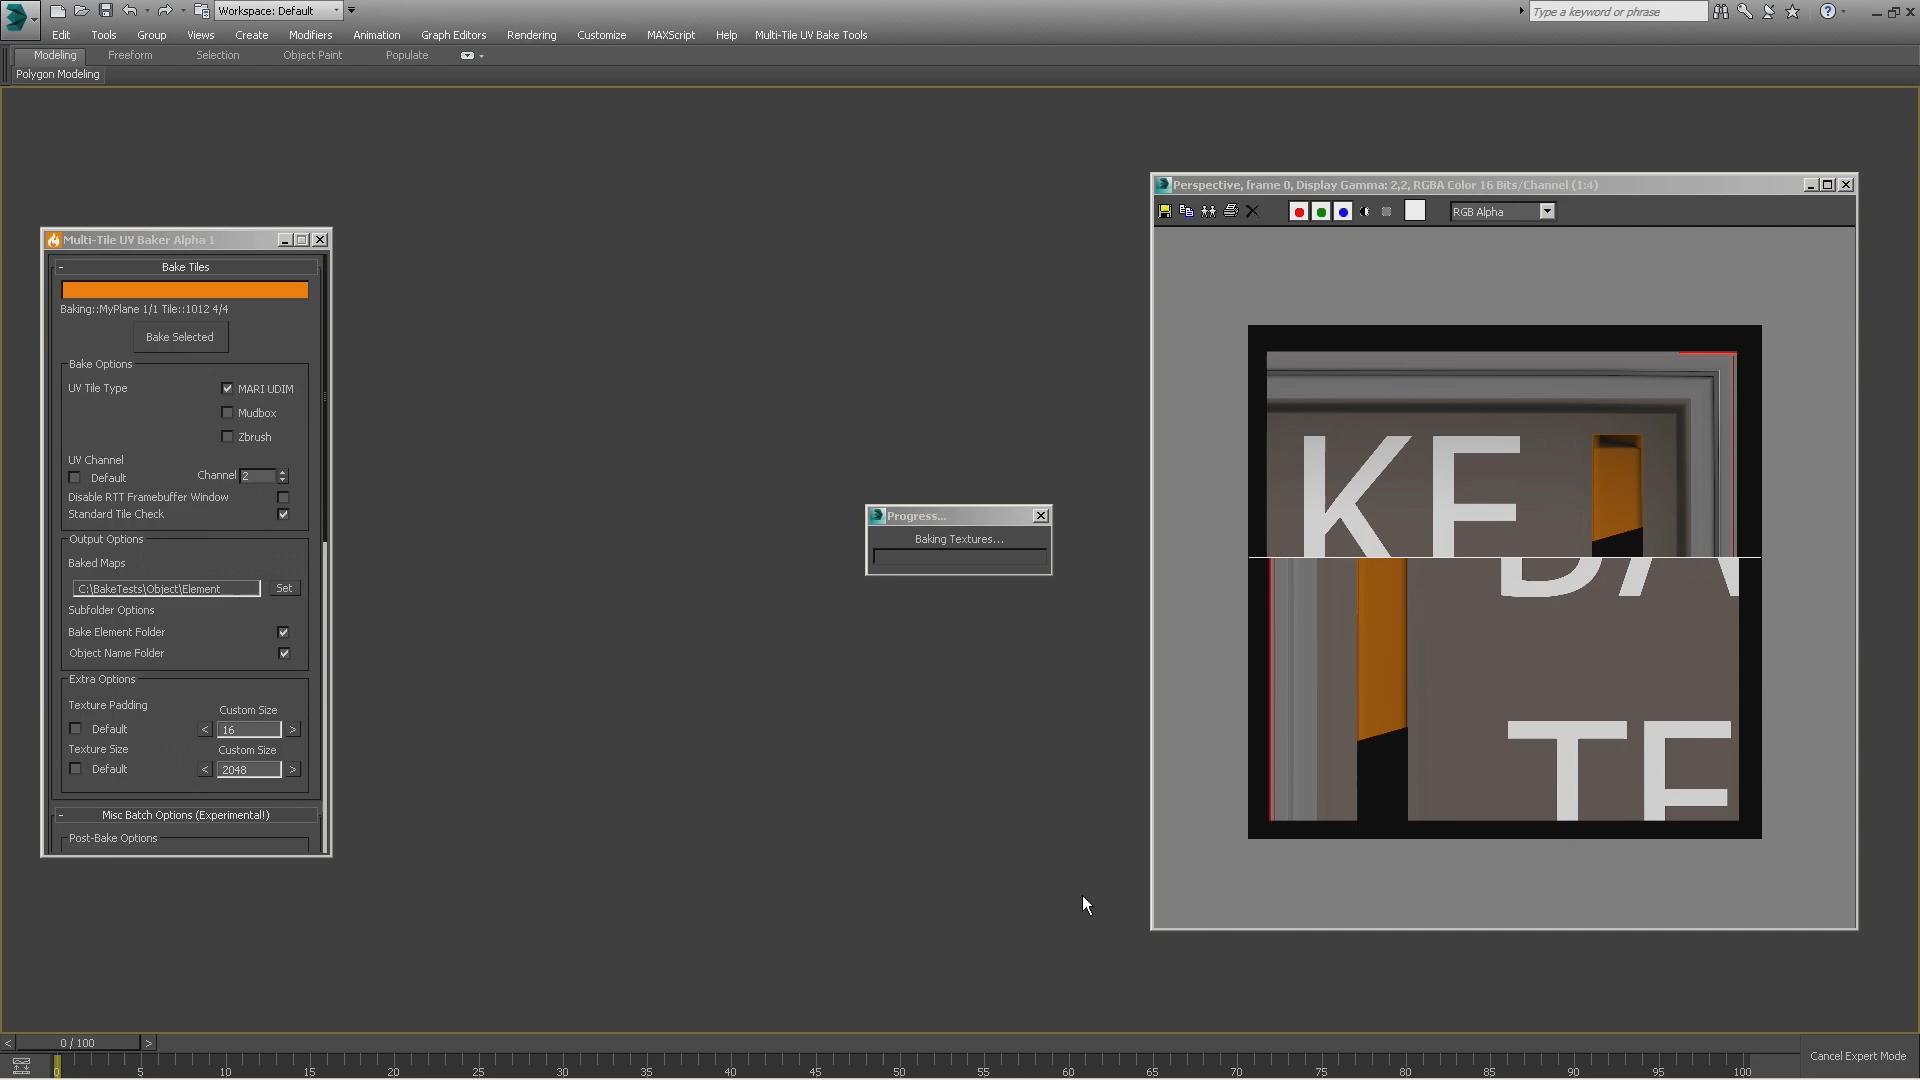 Workspace: Default
Type a keyword or phrase
Edit Tools Group Views Create Modifiers Animation Graph Editors Rendering Customize MAXScript Help Multi-Tile UV Bake Tools
Modeling Freeform Selection Object Paint Populate
Polygon Modeling
Perspective, frame 0, Display Gamma: 2,2, RGBA Color 16 Bits/Channel (1:4)
RGB Alpha
Multi-Tile UV Baker Alpha 1
- Bake Tiles
Baking::MyPlane 1/1 Tile::1012 4/4
Bake Selected
Bake Options
UV Tile Type MARI UDIM
Mudbox
Zbrush
UV Channel
Default Channel 2
Disable RTT Framebuffer Window
Standard Tile Check
Output Options
Baked Maps
C:\BakeTests\Object\Element Set
Subfolder Options
Bake Element Folder
Object Name Folder
Extra Options
Texture Padding
Custom Size
Default < 16 >
Texture Size Custom Size
Default < 2048 >
- Misc Batch Options (Experimental!)
Post-Bake Options
Progress...
Baking Textures...
KE
TE
< 0 / 100 >
Cancel Expert Mode
0 5 10 15 20 25 30 35 40 45 50 55 60 65 70 75 80 85 90 95 100